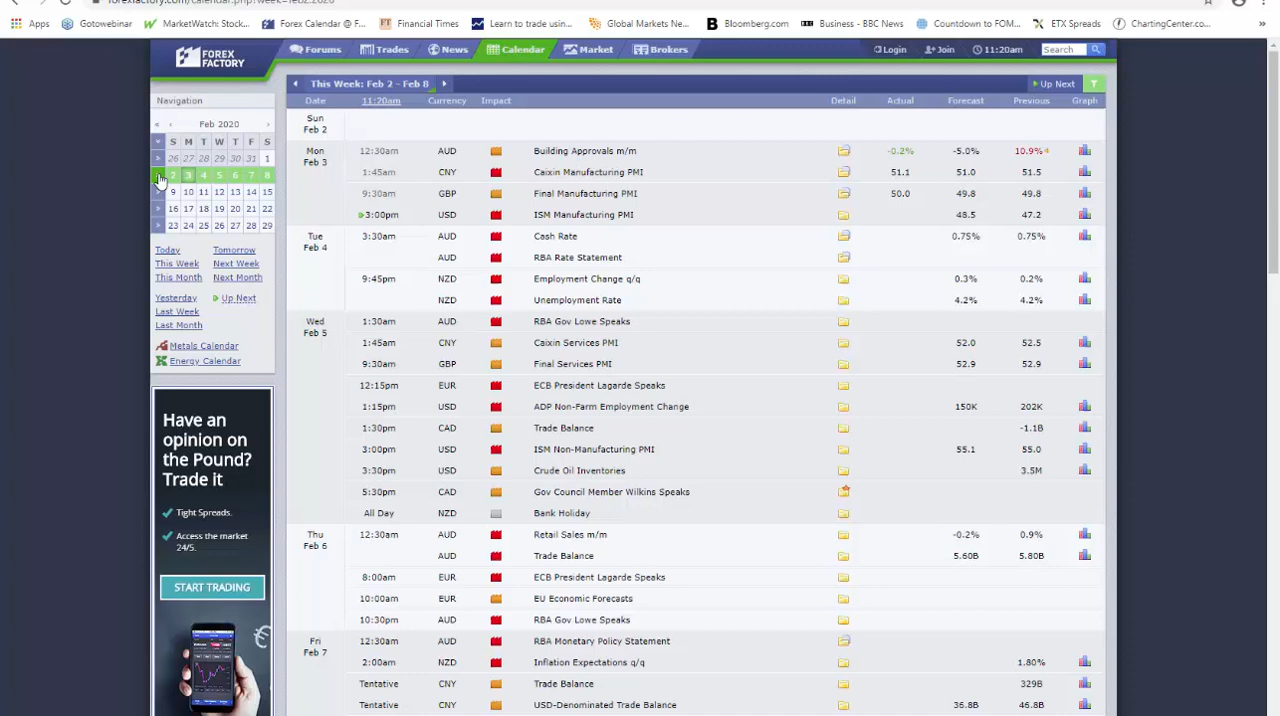 forexfactory.com/calendar.php?week=feb2.2020
Apps Gotowebinar MarketWatch: Stock... Forex Calendar @ F... Financial Times Learn to trade usin... Global Markets Ne... Bloomberg.com Business - BBC News Countdown to FOM... ETX Spreads ChartingCenter.co... »
FOREX FACTORY Forums Trades News Calendar Market Brokers Login Join 11:20am Search
This Week: Feb 2 - Feb 8 Up Next
Date 11:20am Currency Impact Detail Actual Forecast Previous Graph
Sun Feb 2
Mon Feb 3 12:30am AUD Building Approvals m/m -0.2% -5.0% 10.9%
1:45am CNY Caixin Manufacturing PMI 51.1 51.0 51.5
9:30am GBP Final Manufacturing PMI 50.0 49.8 49.8
3:00pm USD ISM Manufacturing PMI 48.5 47.2
Tue Feb 4 3:30am AUD Cash Rate 0.75% 0.75%
AUD RBA Rate Statement
9:45pm NZD Employment Change q/q 0.3% 0.2%
NZD Unemployment Rate 4.2% 4.2%
Wed Feb 5 1:30am AUD RBA Gov Lowe Speaks
1:45am CNY Caixin Services PMI 52.0 52.5
9:30am GBP Final Services PMI 52.9 52.9
12:15pm EUR ECB President Lagarde Speaks
1:15pm USD ADP Non-Farm Employment Change 150K 202K
1:30pm CAD Trade Balance -1.1B
3:00pm USD ISM Non-Manufacturing PMI 55.1 55.0
3:30pm USD Crude Oil Inventories 3.5M
5:30pm CAD Gov Council Member Wilkins Speaks
All Day NZD Bank Holiday
Thu Feb 6 12:30am AUD Retail Sales m/m -0.2% 0.9%
AUD Trade Balance 5.60B 5.80B
8:00am EUR ECB President Lagarde Speaks
10:00am EUR EU Economic Forecasts
10:30pm AUD RBA Gov Lowe Speaks
Fri Feb 7 12:30am AUD RBA Monetary Policy Statement
2:00am NZD Inflation Expectations q/q 1.80%
Tentative CNY Trade Balance 329B
Tentative CNY USD-Denominated Trade Balance 36.8B 46.8B
Navigation
« ‹ Feb 2020 ›
S M T W T F S
26 27 28 29 30 31 1
2 3 4 5 6 7 8
9 10 11 12 13 14 15
16 17 18 19 20 21 22
23 24 25 26 27 28 29
Today Tomorrow
This Week Next Week
This Month Next Month
Yesterday Up Next
Last Week
Last Month
Metals Calendar
Energy Calendar
Have an
opinion on
the Pound?
Trade it
Tight Spreads.
Access the market
24/5.
START TRADING